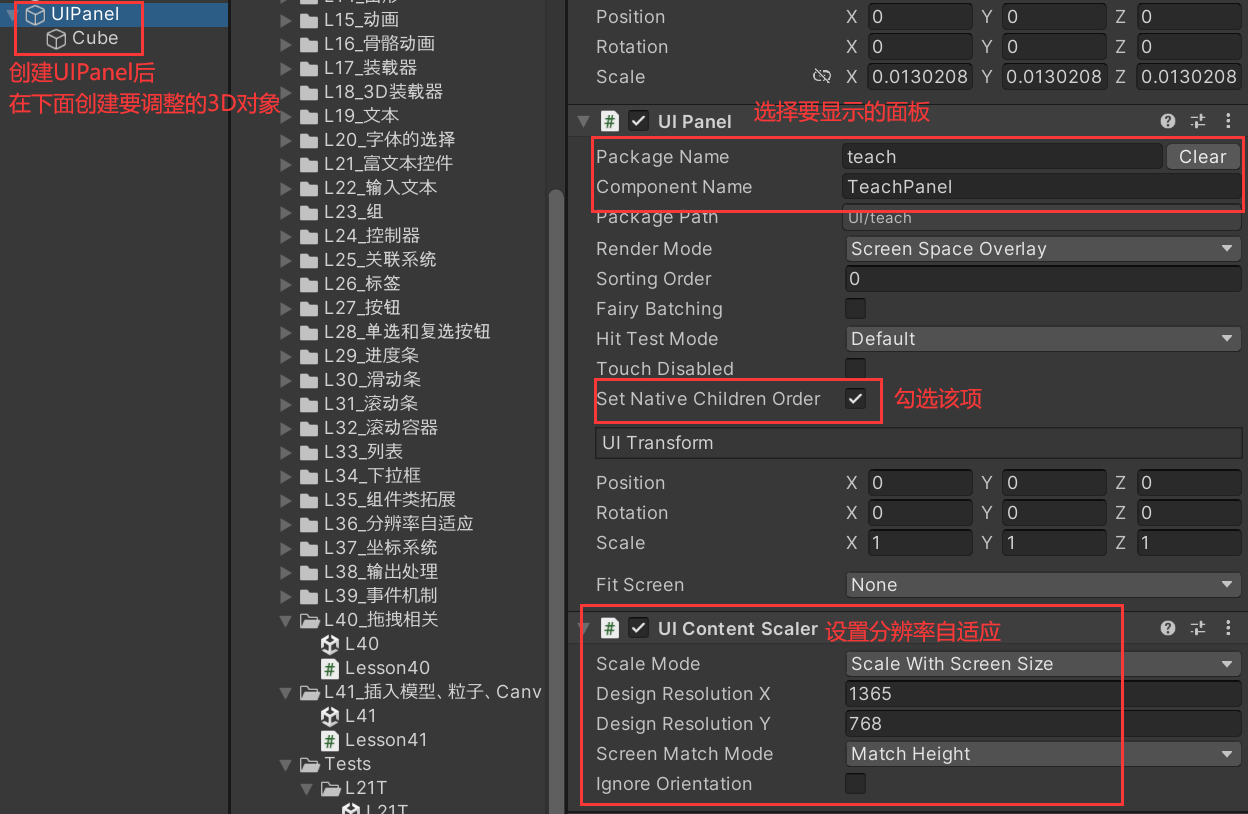 UIPanel
Cube
创建UIPanel后
在下面创建要调整的3D对象
L15_动画
L16_骨骼动画
L17_装载器
L18_3D装载器
L19_文本
L20_字体的选择
L21_富文本控件
L22_输入文本
L23_组
L24_控制器
L25_关联系统
L26_标签
L27_按钮
L28_单选和复选按钮
L29_进度条
L30_滑动条
L31_滚动条
L32_滚动容器
L33_列表
L34_下拉框
L35_组件类拓展
L36_分辨率自适应
L37_坐标系统
L38_输出处理
L39_事件机制
L40_拖拽相关
L40
Lesson40
L41_插入模型、粒子、Canv
L41
Lesson41
Tests
L21T
L21T
Position X 0 Y 0 Z 0
Rotation X 0 Y 0 Z 0
Scale X 0.0130208 Y 0.0130208 Z 0.0130208
选择要显示的面板
UI Panel
Package Name teach Clear
Component Name TeachPanel
Package Path UI/teach
Render Mode Screen Space Overlay
Sorting Order 0
Fairy Batching
Hit Test Mode Default
Touch Disabled
Set Native Children Order 勾选该项
UI Transform
Position X 0 Y 0 Z 0
Rotation X 0 Y 0 Z 0
Scale X 1 Y 1 Z 1
Fit Screen None
UI Content Scaler 设置分辨率自适应
Scale Mode Scale With Screen Size
Design Resolution X 1365
Design Resolution Y 768
Screen Match Mode Match Height
Ignore Orientation